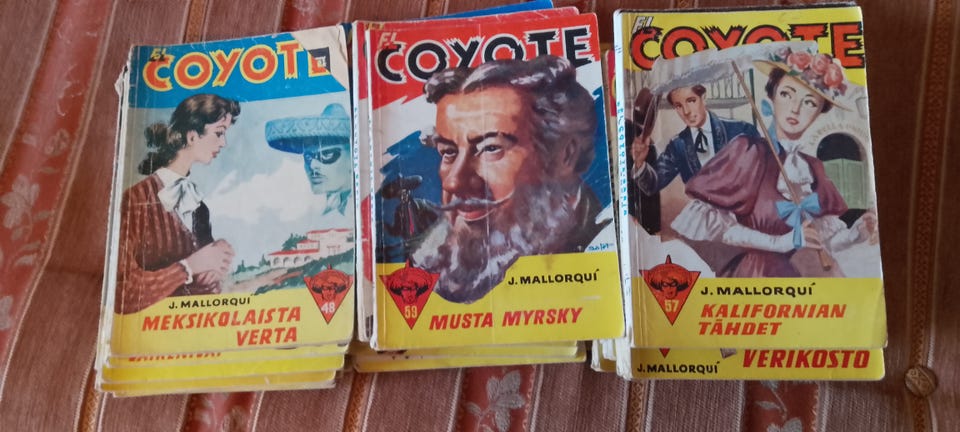 EL
COYOTE
J. MALLORQUÍ
48
MEKSIKOLAISTA
VERTA
EL
COYOTE
J. MALLORQUÍ
53
MUSTA MYRSKY
EL
COYOTE
57
J. MALLORQUÍ
KALIFORNIAN
TÄHDET
J. MALLORQUÍ
VERIKOSTO